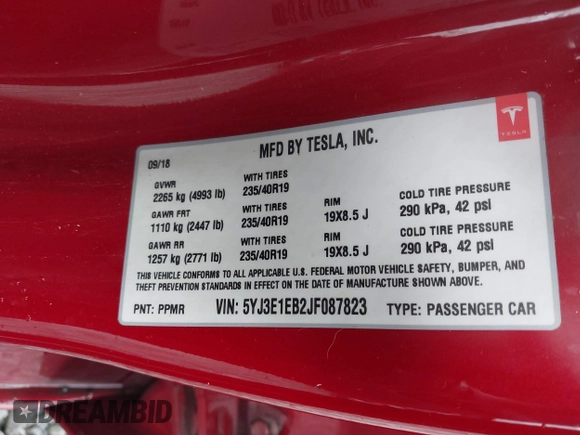 TESLA
MFD BY TESLA, INC.
09/18
GVWR WITH TIRES
2265 kg (4993 lb) 235/40R19
GAWR FRT WITH TIRES RIM COLD TIRE PRESSURE
1110 kg (2447 lb) 235/40R19 19X8.5 J 290 kPa, 42 psi
GAWR RR WITH TIRES RIM COLD TIRE PRESSURE
1257 kg (2771 lb) 235/40R19 19X8.5 J 290 kPa, 42 psi
THIS VEHICLE CONFORMS TO ALL APPLICABLE U.S. FEDERAL MOTOR VEHICLE SAFETY, BUMPER, AND
THEFT PREVENTION STANDARDS IN EFFECT ON THE DATE OF MANUFACTURE SHOWN ABOVE.
PNT: PPMR VIN: 5YJ3E1EB2JF087823 TYPE: PASSENGER CAR
DREAMBID